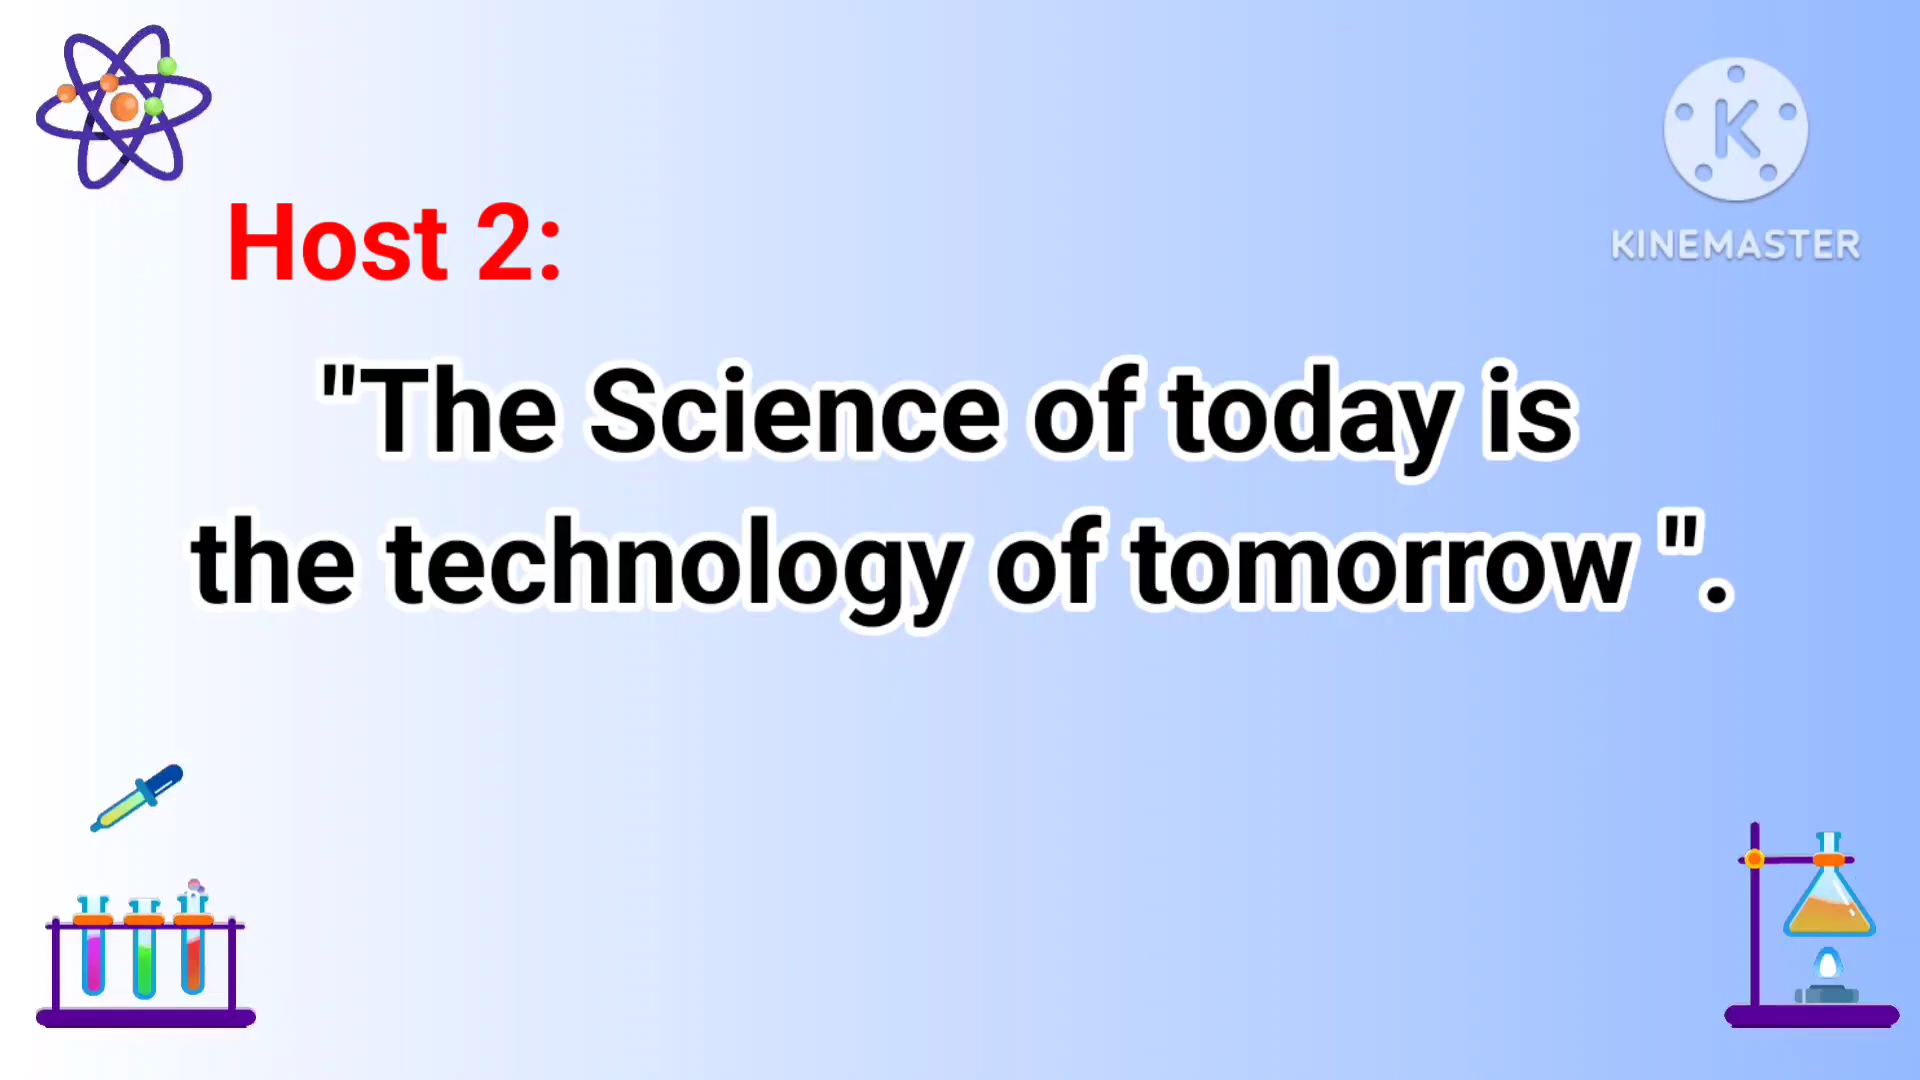 K
KINEMASTER
Host 2:
"The Science of today is
the technology of tomorrow ".